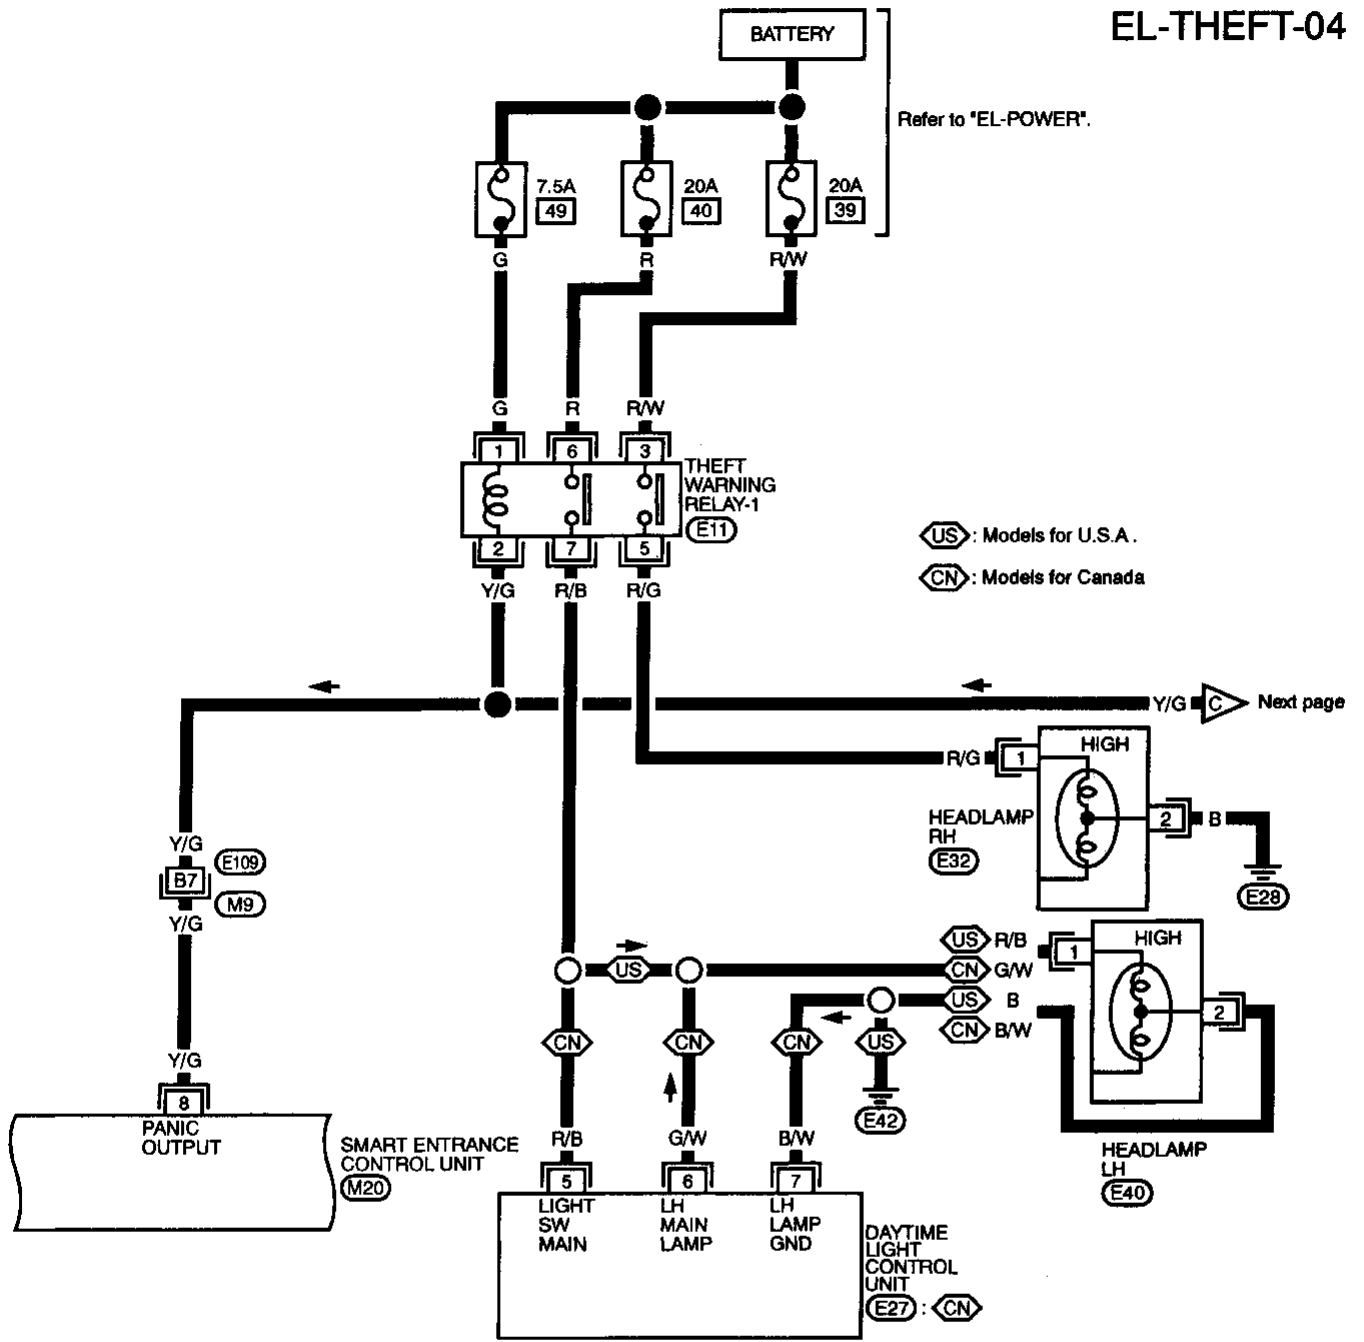 EL-THEFT-04
BATTERY
Refer to "EL-POWER".
7.5A
49
20A
40
20A
39
G
R
R/W
G
R
R/W
1
6
3
THEFT
WARNING
RELAY-1
E11
2
7
5
Y/G
R/B
R/G
US : Models for U.S.A.
CN : Models for Canada
Y/G
C
Next page
R/G
1
HIGH
2
B
HEADLAMP
RH
E32
E28
Y/G
E109
B7
M9
Y/G
US
US R/B
CN G/W
US B
CN B/W
1
HIGH
2
CN
CN
CN
US
E42
HEADLAMP
LH
E40
Y/G
8
PANIC
OUTPUT
SMART ENTRANCE
CONTROL UNIT
M20
R/B
G/W
B/W
5
6
7
LIGHT
SW
MAIN
LH
MAIN
LAMP
LH
LAMP
GND
DAYTIME
LIGHT
CONTROL
UNIT
E27 : CN